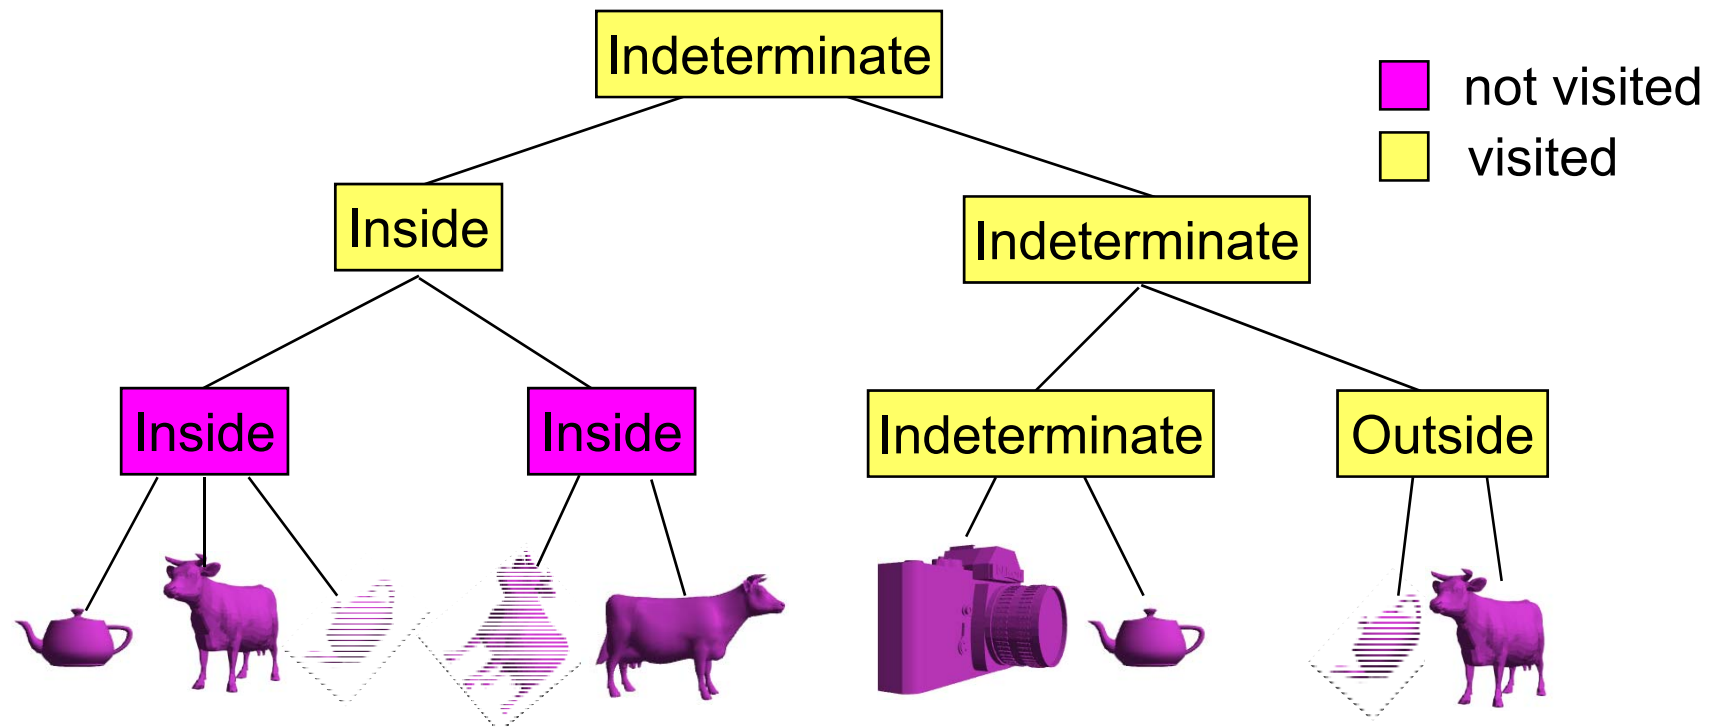 Indeterminate
not visited
visited
Inside
Indeterminate
Inside
Inside
Indeterminate
Outside